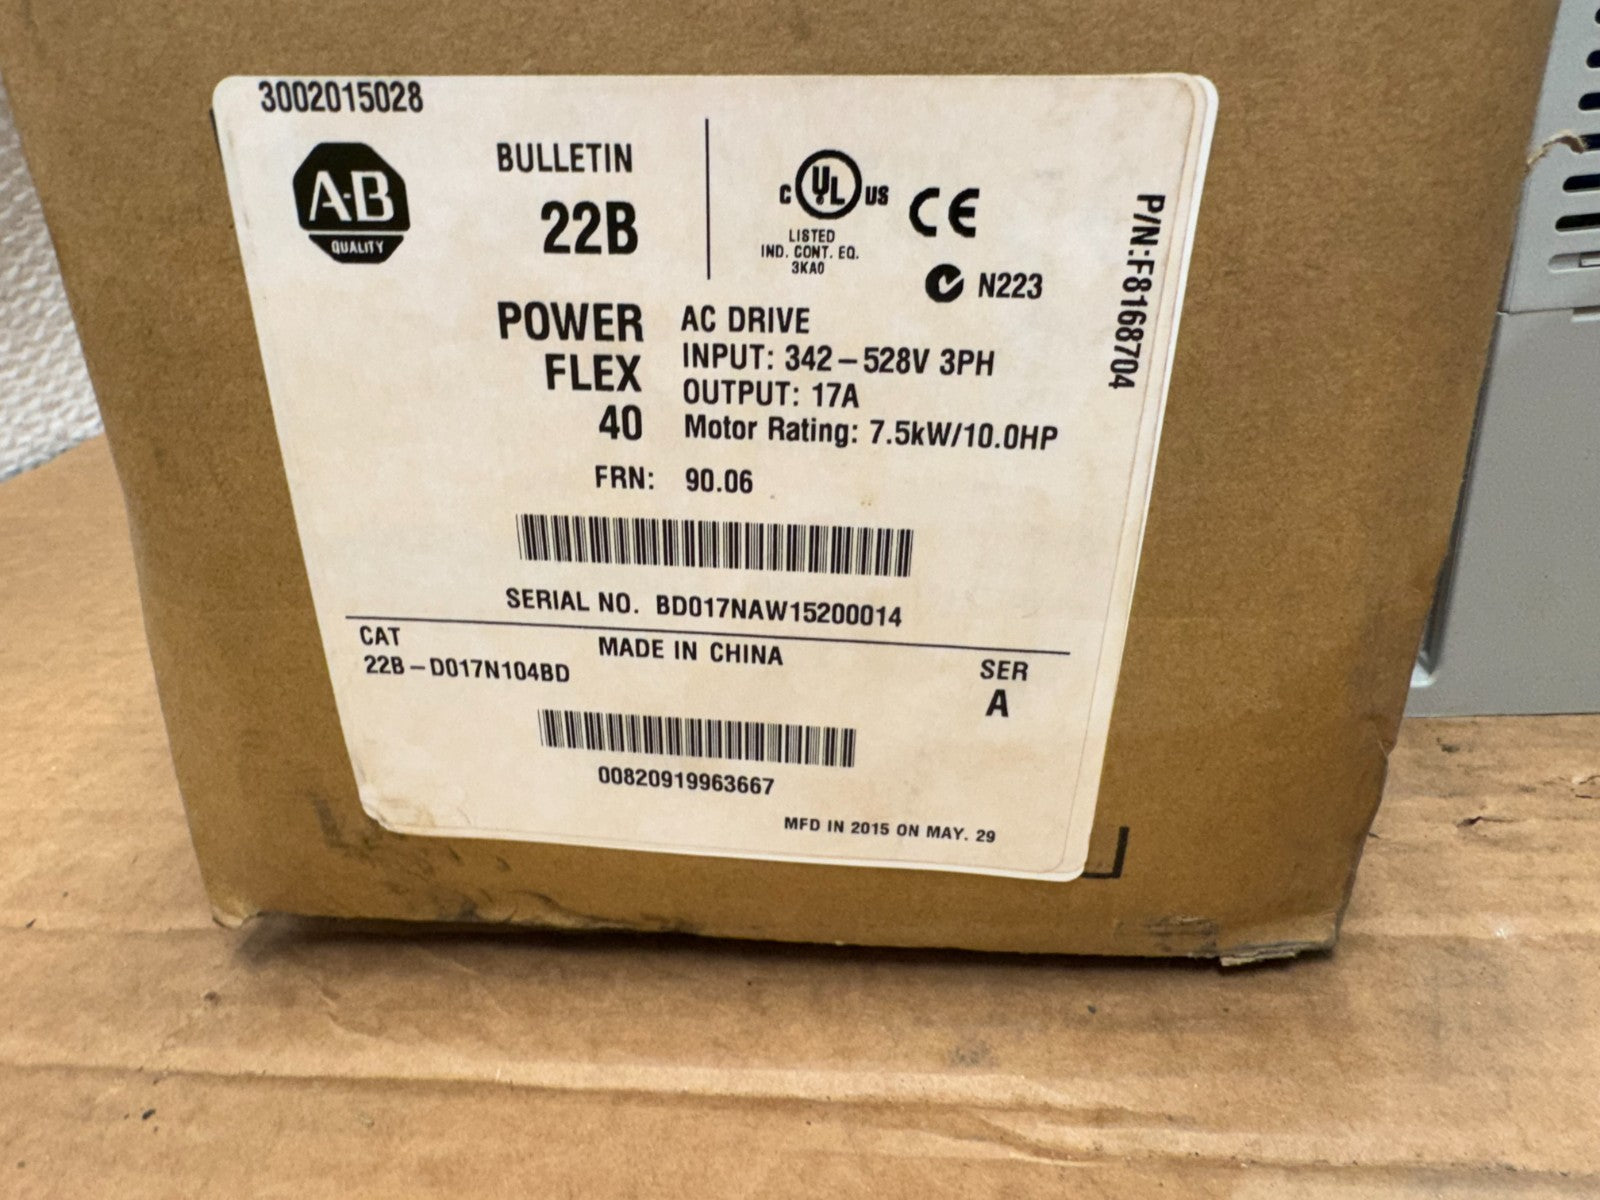 3002015028
A-B
QUALITY
BULLETIN
22B
C UL US
LISTED
IND. CONT. EQ.
3KA0
CE
N223
P/N:F8168704
POWER
FLEX
40
AC DRIVE
INPUT: 342-528V 3PH
OUTPUT: 17A
Motor Rating: 7.5kW/10.0HP
FRN: 90.06
SERIAL NO. BD017NAW15200014
CAT
22B-D017N104BD
MADE IN CHINA
SER
A
00820919963667
MFD IN 2015 ON MAY. 29